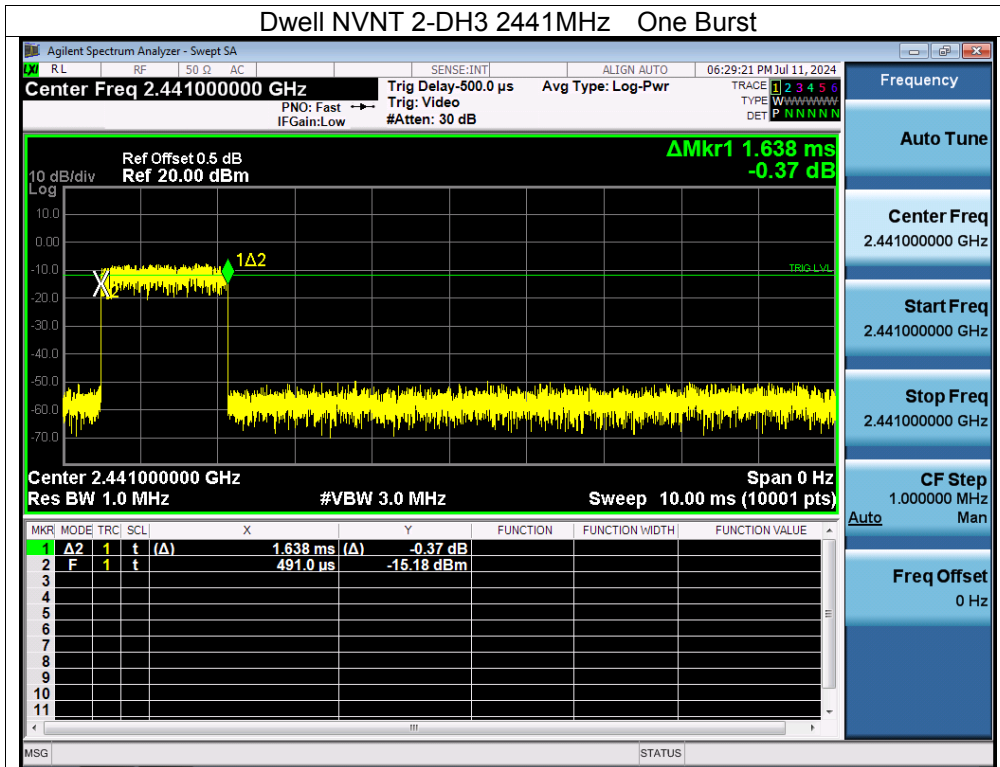 Dwell NVNT 2-DH3 2441MHz One Burst
Agilent Spectrum Analyzer - Swept SA
LXI RL RF 50 Ω AC SENSE:INT ALIGN AUTO 06:29:21 PM Jul 11, 2024
Center Freq 2.441000000 GHz
PNO: Fast
IFGain:Low
Trig Delay-500.0 µs
Trig: Video
#Atten: 30 dB
Avg Type: Log-Pwr
TRACE 1 2 3 4 5 6
TYPE WWWWWW
DET P N N N N N
ΔMkr1 1.638 ms
-0.37 dB
Ref Offset 0.5 dB
10 dB/div Ref 20.00 dBm
Log
10.0
0.00
-10.0
-20.0
-30.0
-40.0
-50.0
-60.0
-70.0
1Δ2
2
TRIG LVL
Center 2.441000000 GHz Span 0 Hz
Res BW 1.0 MHz #VBW 3.0 MHz Sweep 10.00 ms (10001 pts)
MKR MODE TRC SCL X Y FUNCTION FUNCTION WIDTH FUNCTION VALUE
1 Δ2 1 t (Δ) 1.638 ms (Δ) -0.37 dB
2 F 1 t 491.0 µs -15.18 dBm
3
4
5
6
7
8
9
10
11
MSG STATUS
Frequency
Auto Tune
Center Freq
2.441000000 GHz
Start Freq
2.441000000 GHz
Stop Freq
2.441000000 GHz
CF Step
1.000000 MHz
Auto Man
Freq Offset
0 Hz